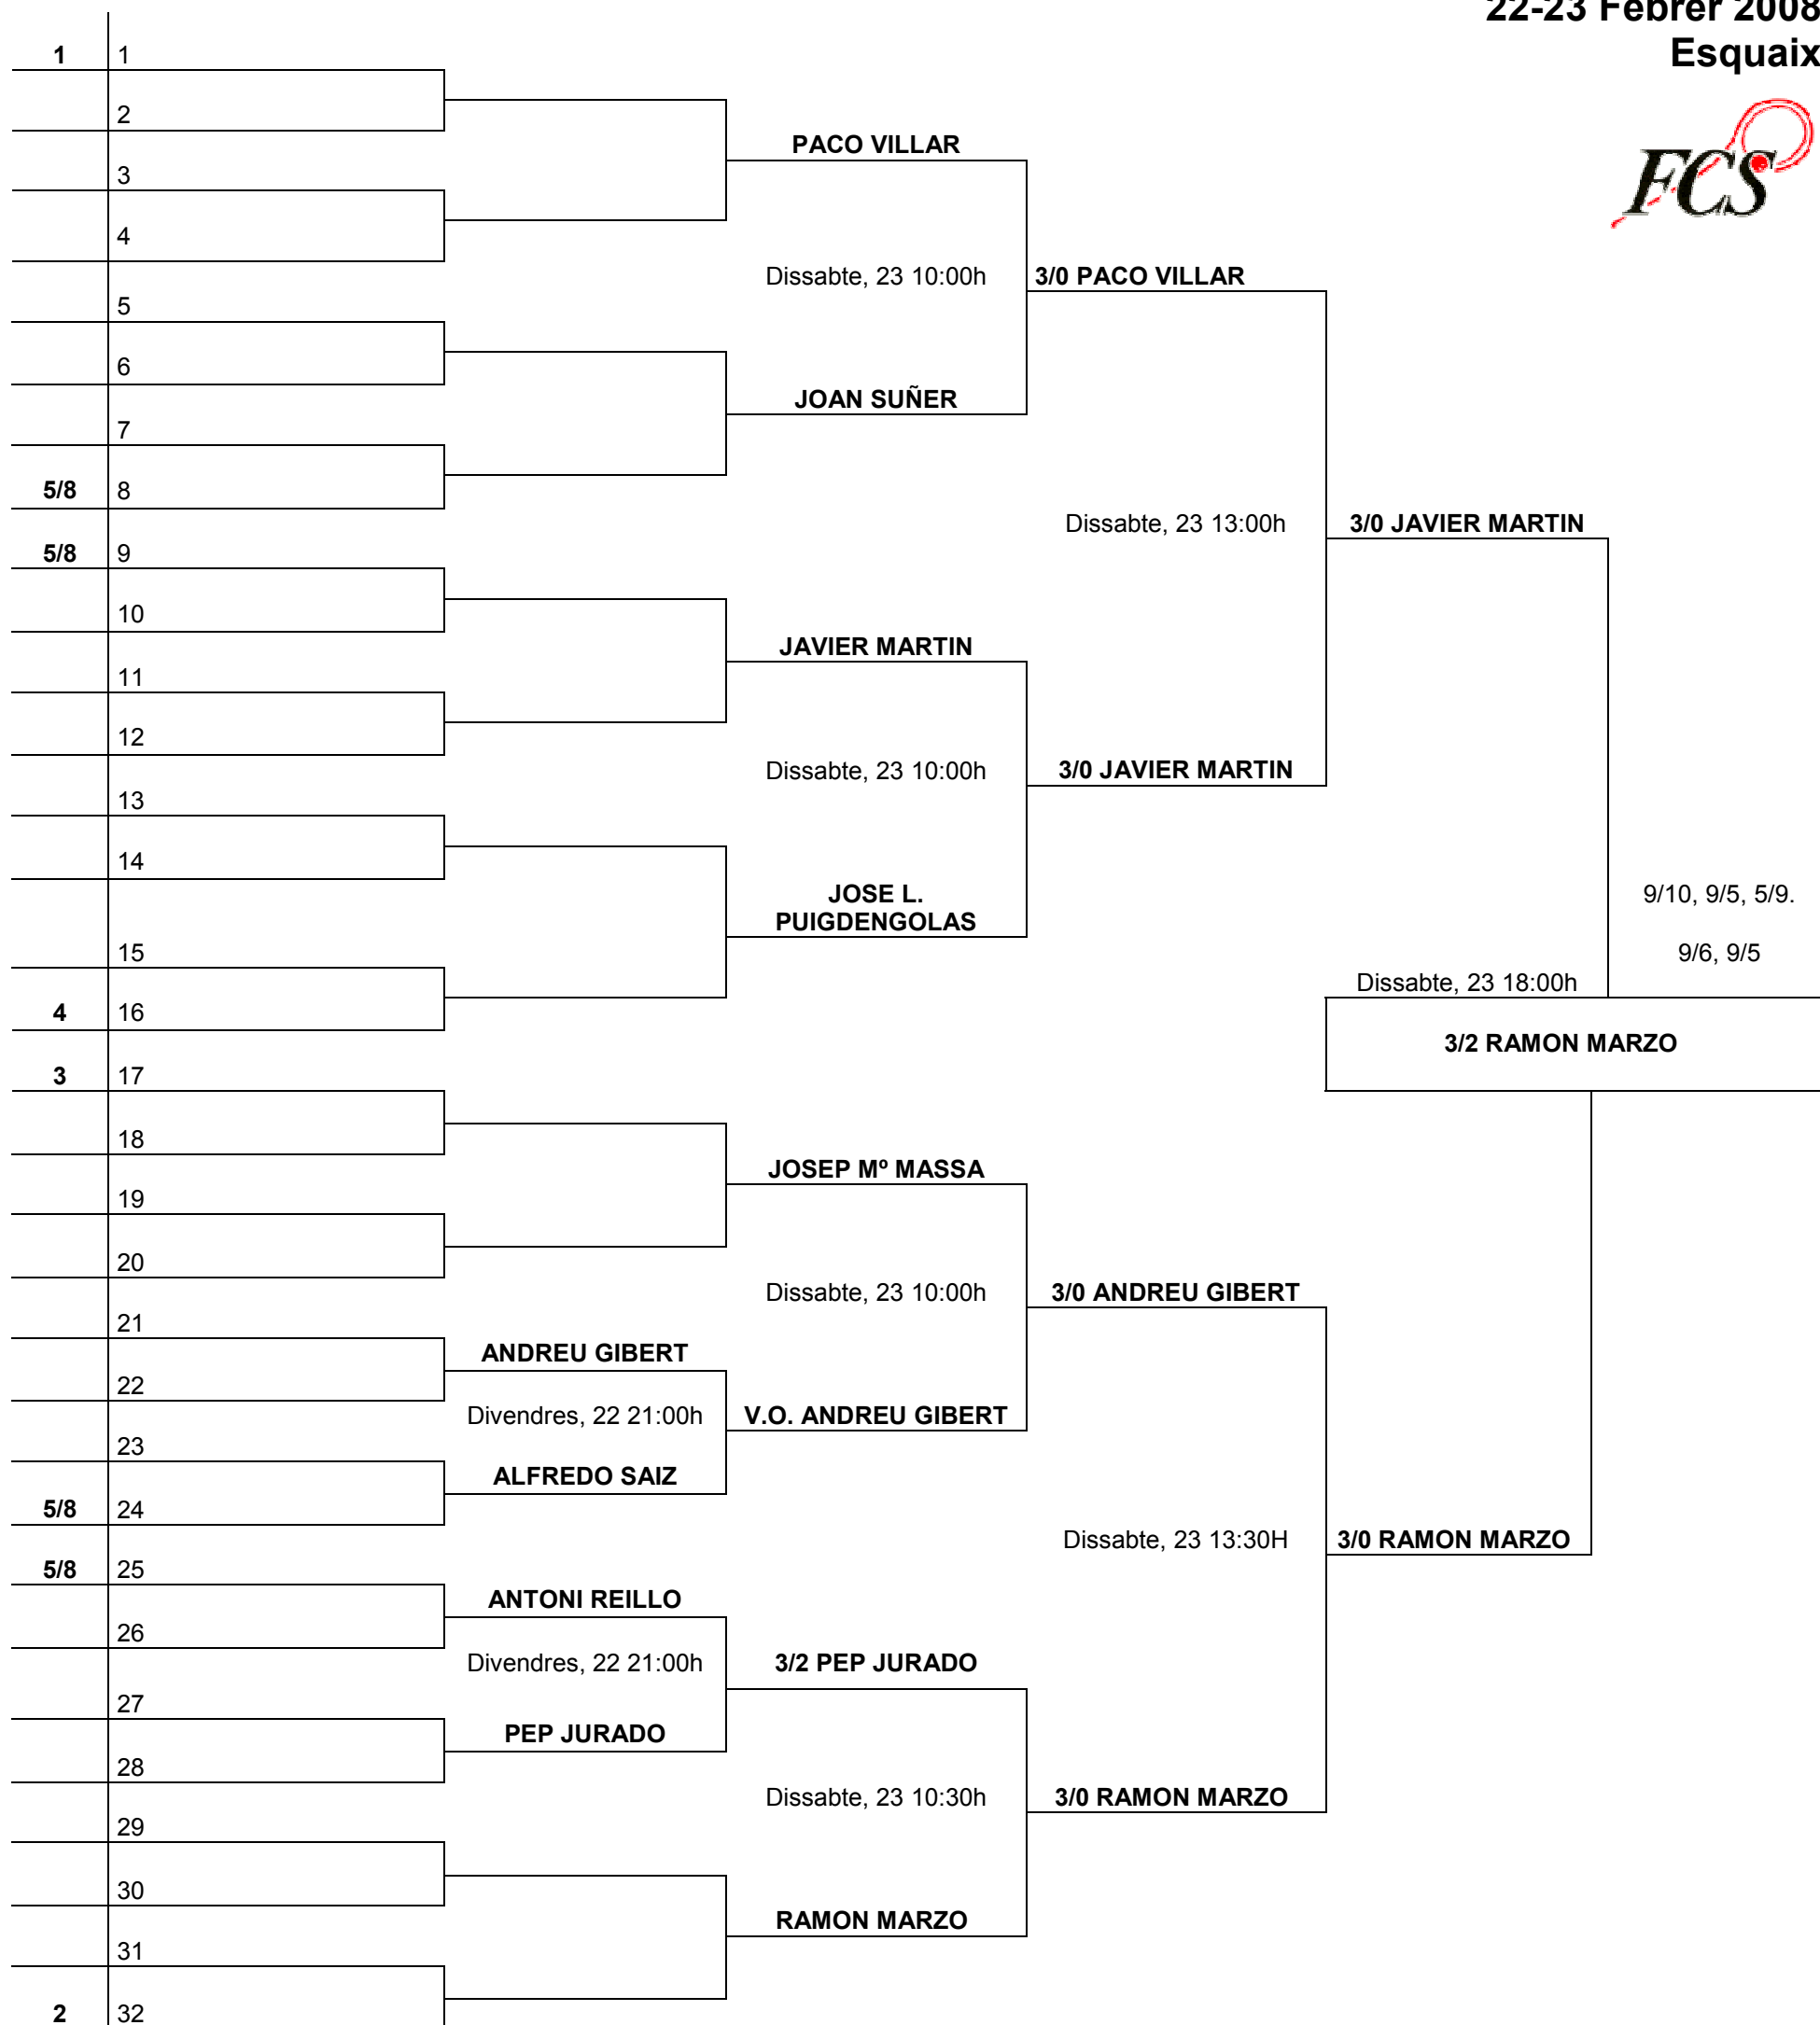 22-23 Febrer 2008
Esquaix
FCS
1 1
2
PACO VILLAR
3
4
Dissabte, 23 10:00h 3/0 PACO VILLAR
5
6
JOAN SUÑER
7
5/8 8
Dissabte, 23 13:00h 3/0 JAVIER MARTIN
5/8 9
10
JAVIER MARTIN
11
12
Dissabte, 23 10:00h 3/0 JAVIER MARTIN
13
14
JOSE L.
PUIGDENGOLAS
9/10, 9/5, 5/9.
15
9/6, 9/5
Dissabte, 23 18:00h
4 16
3/2 RAMON MARZO
3 17
18
JOSEP Mº MASSA
19
20
Dissabte, 23 10:00h 3/0 ANDREU GIBERT
21
ANDREU GIBERT
22
Divendres, 22 21:00h V.O. ANDREU GIBERT
23
ALFREDO SAIZ
5/8 24
Dissabte, 23 13:30H 3/0 RAMON MARZO
5/8 25
ANTONI REILLO
26
Divendres, 22 21:00h 3/2 PEP JURADO
27
PEP JURADO
28
Dissabte, 23 10:30h 3/0 RAMON MARZO
29
30
RAMON MARZO
31
2 32